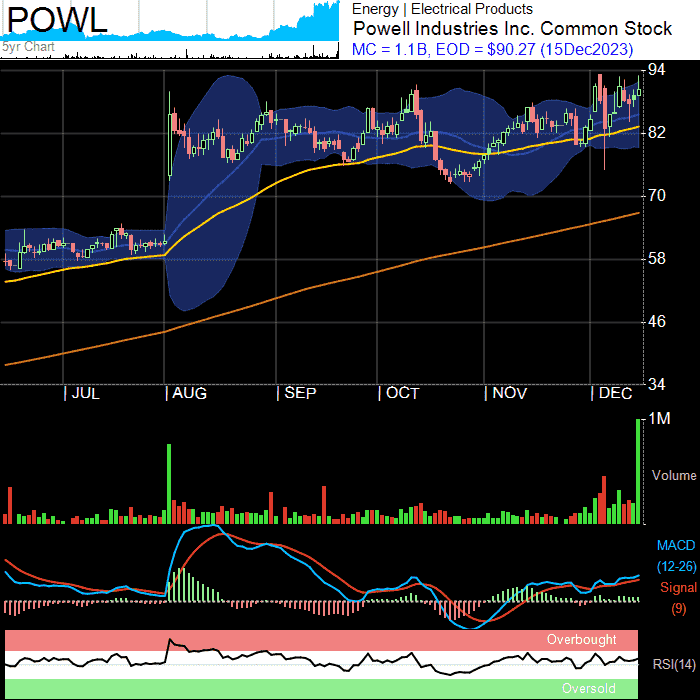 POWL
5yr Chart
Energy | Electrical Products
Powell Industries Inc. Common Stock
MC = 1.1B, EOD = $90.27 (15Dec2023)
94
82
70
58
46
34
| JUL | AUG | SEP | OCT | NOV | DEC
1M
Volume
MACD
(12-26)
Signal
(9)
Overbought
RSI(14)
Oversold